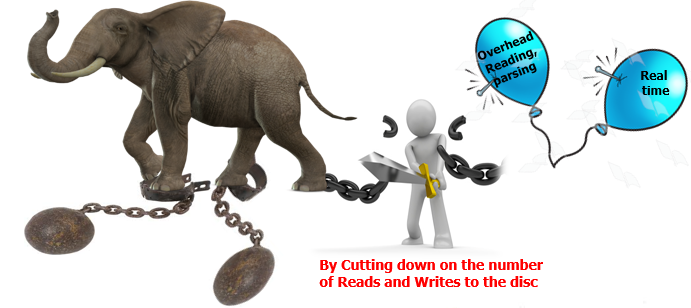 Overhead
Reading,
parsing
Real
time
By Cutting down on the number
of Reads and Writes to the disc